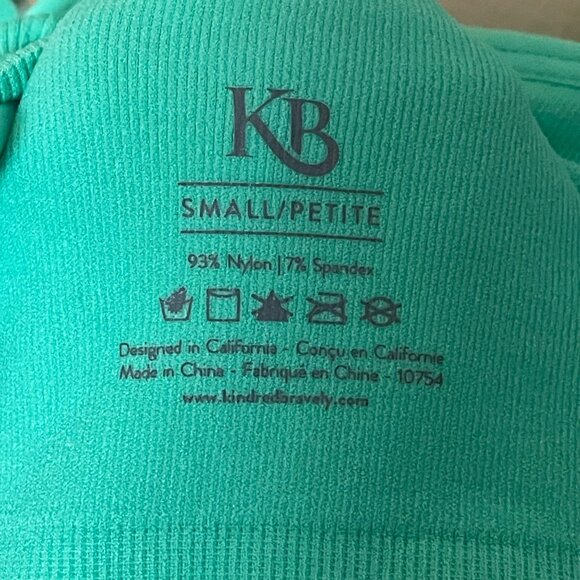 KB
SMALL/PETITE
93% Nylon | 7% Spandex
Designed in California - Conçu en Californie
Made in China - Fabriqué en Chine - 10754
www.kindredbravely.com